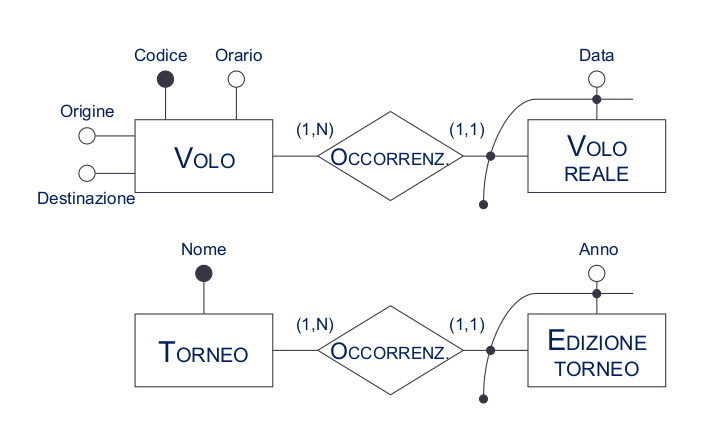 Codice
Orario
Data
Origine
(1,N)
(1,1)
VOLO
OCCORRENZ.
VOLO
REALE
Destinazione
Nome
Anno
(1,N)
(1,1)
TORNEO
OCCORRENZ.
EDIZIONE
TORNEO